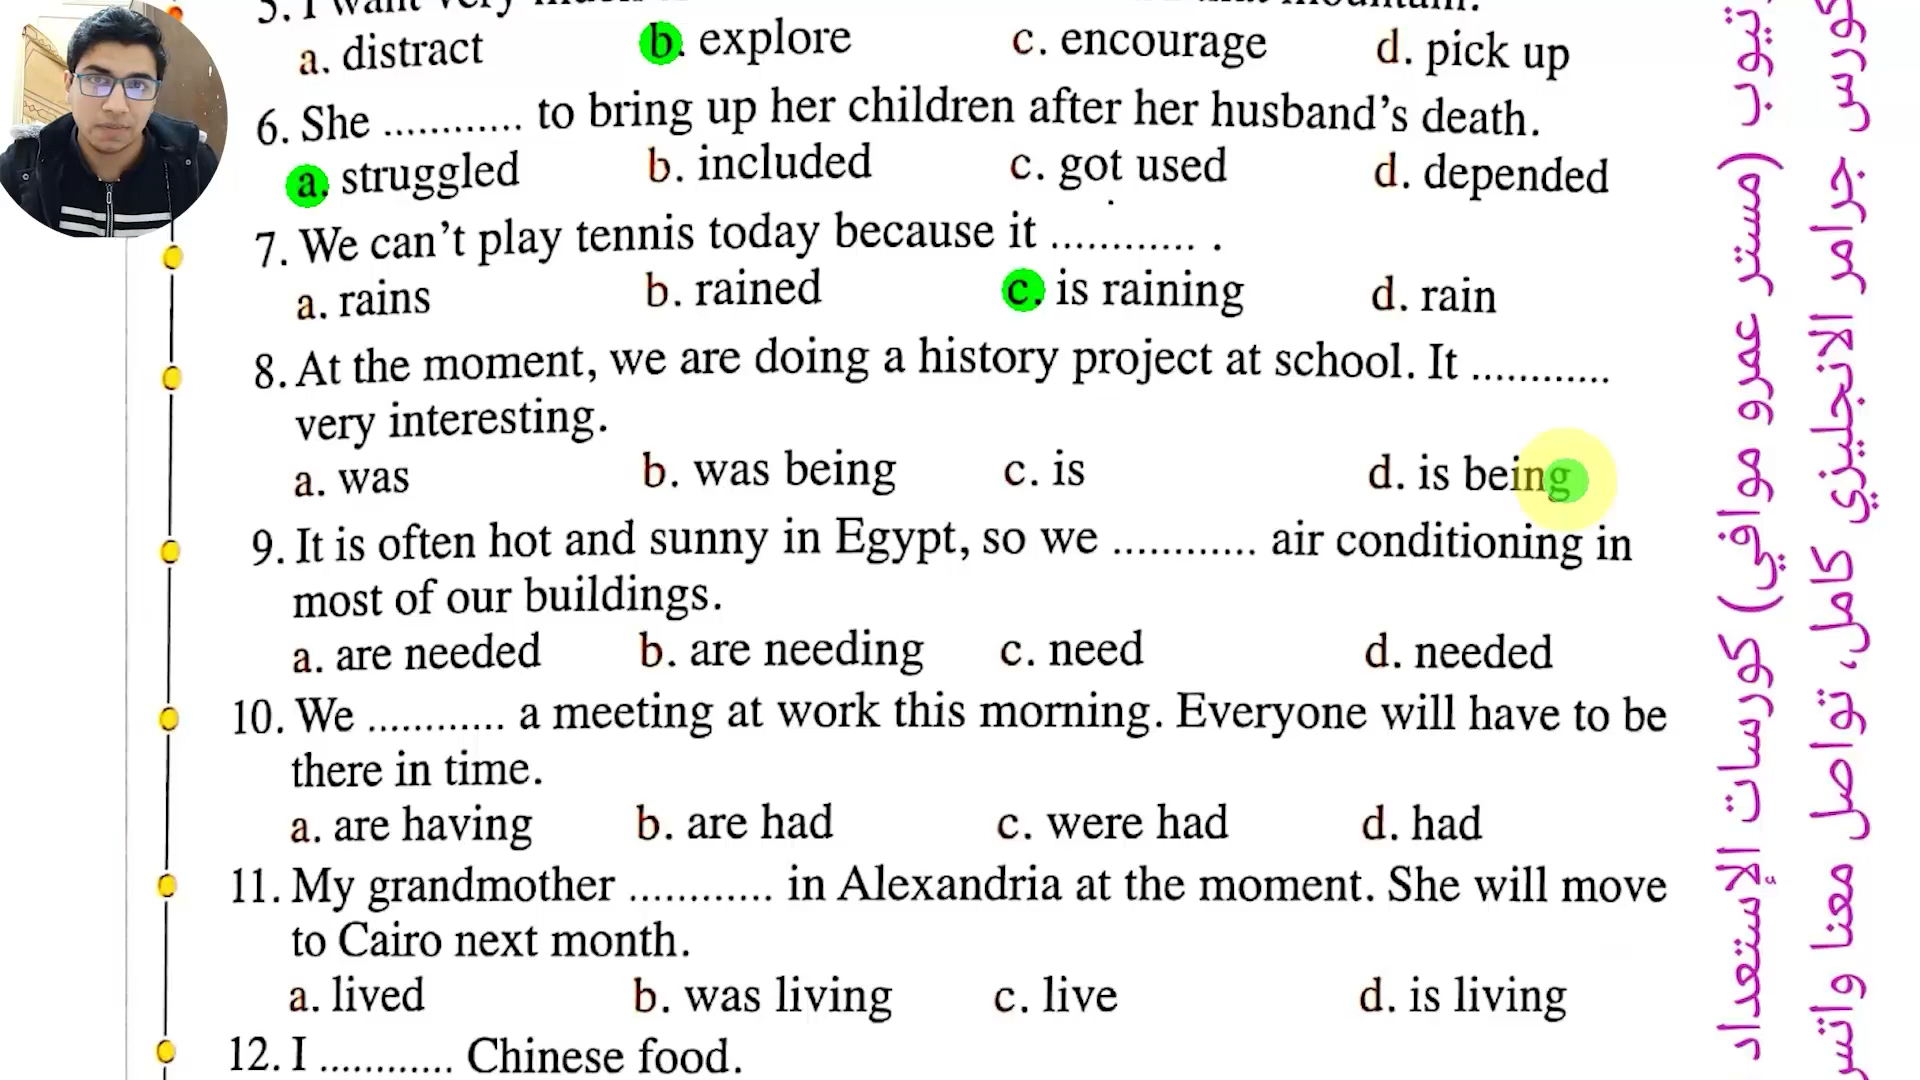 5. I want very mu
a. distract b. explore c. encourage d. pick up
6. She ............ to bring up her children after her husband's death.
a. struggled b. included c. got used d. depended
7. We can't play tennis today because it ............ .
a. rains b. rained c. is raining d. rain
8. At the moment, we are doing a history project at school. It ............
very interesting.
a. was b. was being c. is d. is being
9. It is often hot and sunny in Egypt, so we ............ air conditioning in
most of our buildings.
a. are needed b. are needing c. need d. needed
10. We ............ a meeting at work this morning. Everyone will have to be
there in time.
a. are having b. are had c. were had d. had
11. My grandmother ............ in Alexandria at the moment. She will move
to Cairo next month.
a. lived b. was living c. live d. is living
12. I ............ Chinese food.
(مستر عمرو موافي) كورسات الإستعداد
كورس جرامر الانجليزي كامل، تواصل معنا واتس